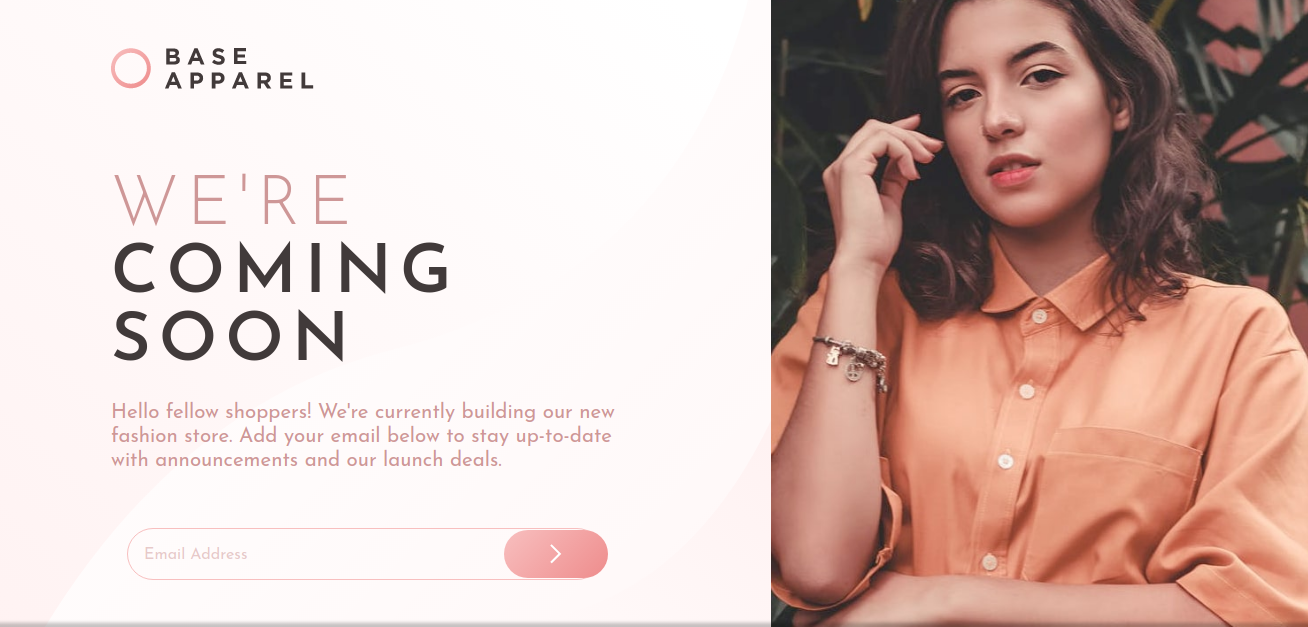 BASE
APPAREL
WE'RE
COMING
SOON
Hello fellow shoppers! We're currently building our new
fashion store. Add your email below to stay up-to-date
with announcements and our launch deals.
Email Address